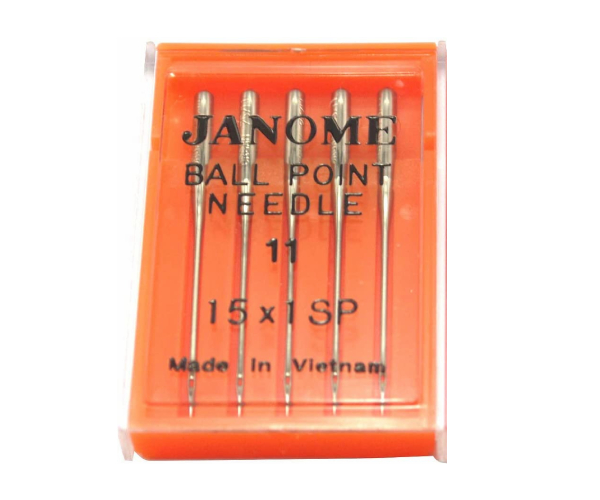 JANOME
BALL POINT
NEEDLE
11
15x1SP
Made in Vietnam